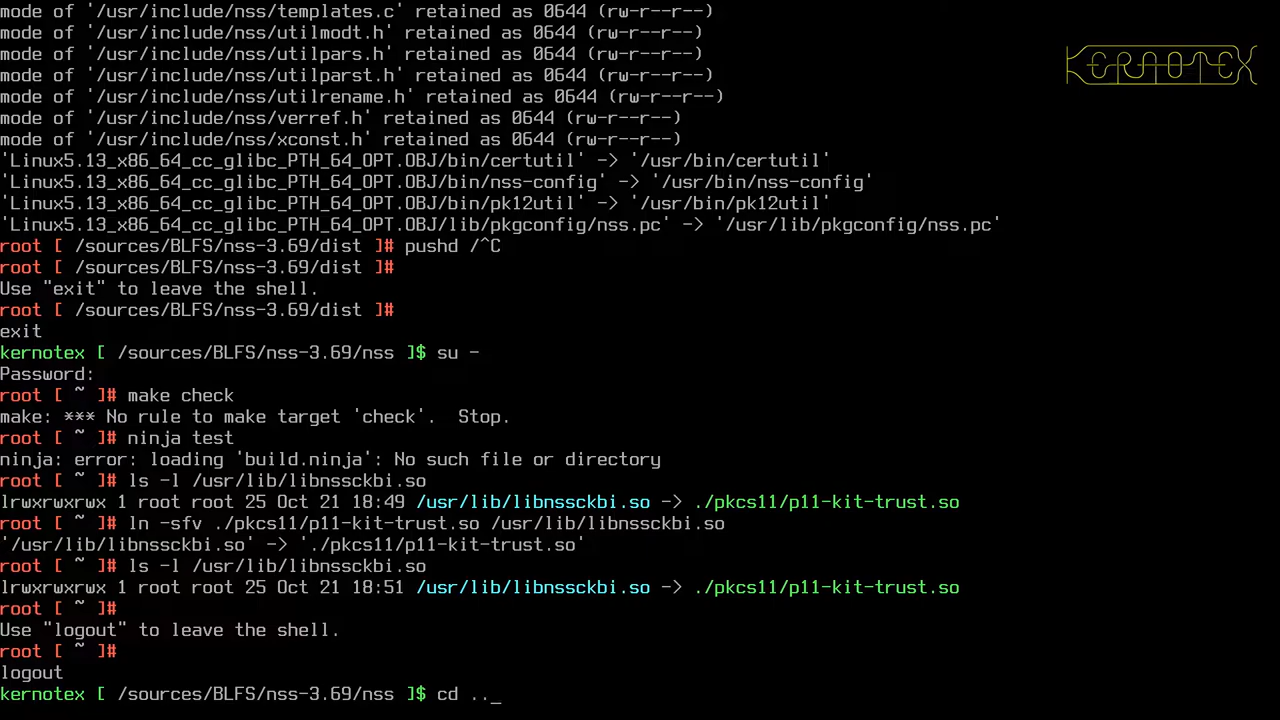 mode of '/usr/include/nss/templates.c' retained as 0644 (rw-r--r--)
mode of '/usr/include/nss/utilmodt.h' retained as 0644 (rw-r--r--)
mode of '/usr/include/nss/utilpars.h' retained as 0644 (rw-r--r--)
mode of '/usr/include/nss/utilparst.h' retained as 0644 (rw-r--r--)
mode of '/usr/include/nss/utilrename.h' retained as 0644 (rw-r--r--)
mode of '/usr/include/nss/verref.h' retained as 0644 (rw-r--r--)
mode of '/usr/include/nss/xconst.h' retained as 0644 (rw-r--r--)
'Linux5.13_x86_64_cc_glibc_PTH_64_OPT.OBJ/bin/certutil' -> '/usr/bin/certutil'
'Linux5.13_x86_64_cc_glibc_PTH_64_OPT.OBJ/bin/nss-config' -> '/usr/bin/nss-config'
'Linux5.13_x86_64_cc_glibc_PTH_64_OPT.OBJ/bin/pk12util' -> '/usr/bin/pk12util'
'Linux5.13_x86_64_cc_glibc_PTH_64_OPT.OBJ/lib/pkgconfig/nss.pc' -> '/usr/lib/pkgconfig/nss.pc'
root [ /sources/BLFS/nss-3.69/dist ]# pushd /^C
root [ /sources/BLFS/nss-3.69/dist ]#
Use "exit" to leave the shell.
root [ /sources/BLFS/nss-3.69/dist ]#
exit
kernotex [ /sources/BLFS/nss-3.69/nss ]$ su -
Password:
root [ ~ ]# make check
make: *** No rule to make target 'check'.  Stop.
root [ ~ ]# ninja test
ninja: error: loading 'build.ninja': No such file or directory
root [ ~ ]# ls -l /usr/lib/libnssckbi.so
lrwxrwxrwx 1 root root 25 Oct 21 18:49 /usr/lib/libnssckbi.so -> ./pkcs11/p11-kit-trust.so
root [ ~ ]# ln -sfv ./pkcs11/p11-kit-trust.so /usr/lib/libnssckbi.so
'/usr/lib/libnssckbi.so' -> './pkcs11/p11-kit-trust.so'
root [ ~ ]# ls -l /usr/lib/libnssckbi.so
lrwxrwxrwx 1 root root 25 Oct 21 18:51 /usr/lib/libnssckbi.so -> ./pkcs11/p11-kit-trust.so
root [ ~ ]#
Use "logout" to leave the shell.
root [ ~ ]#
logout
kernotex [ /sources/BLFS/nss-3.69/nss ]$ cd .._
KERNOTEX